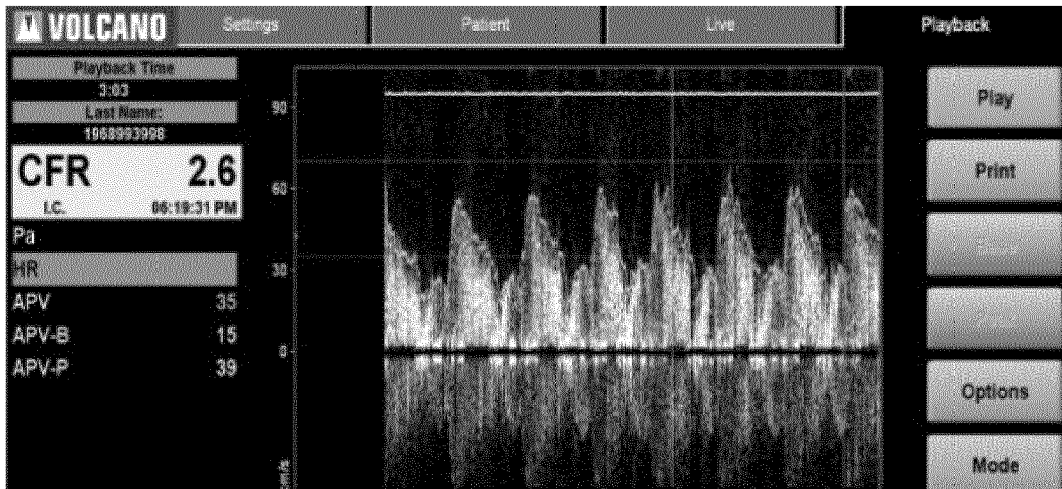 VOLCANO
Settings
Patient
Live
Playback
Playback Time
3:03
Last Name:
1968993998
CFR 2.6
I.C. 06:19:31 PM
Pa
HR
APV 35
APV-B 15
APV-P 39
90
60
30
0
cm/s
Play
Print
Options
Mode